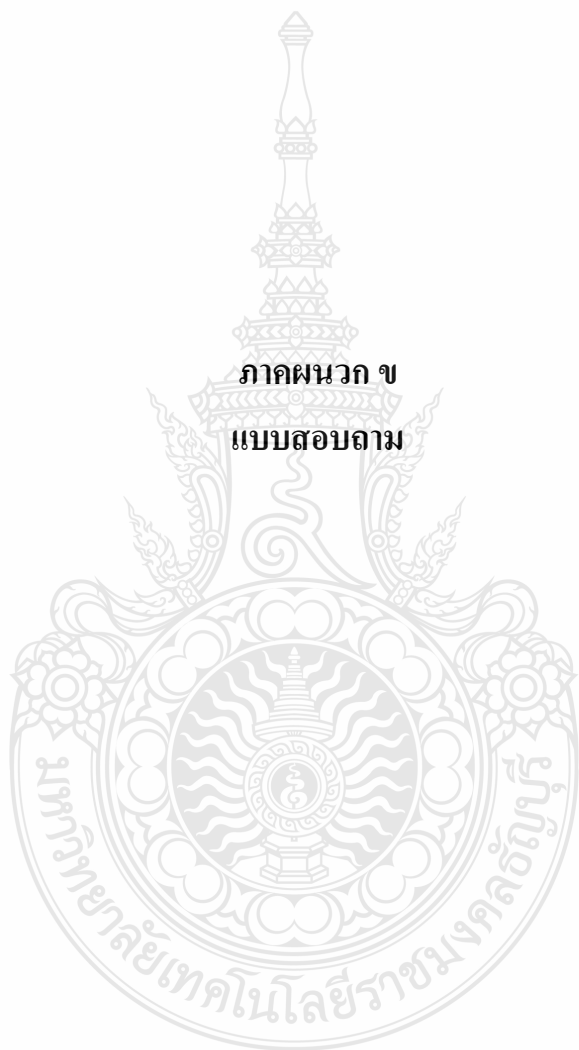 ภาคผนวก ข
แบบสอบถาม
มหาวิทยาลัยเทคโนโลยีราชมงคลธัญบุรี